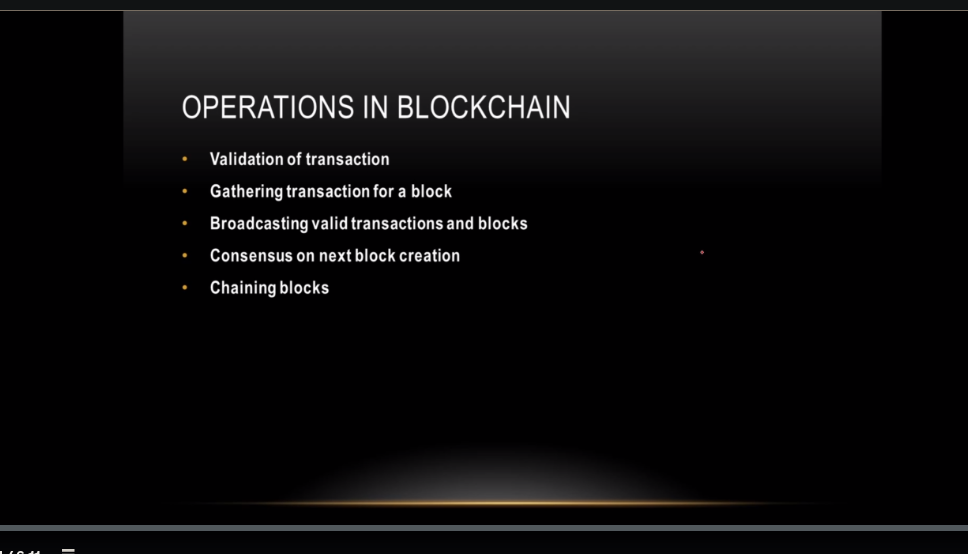 OPERATIONS IN BLOCKCHAIN
• Validation of transaction
• Gathering transaction for a block
• Broadcasting valid transactions and blocks
• Consensus on next block creation
• Chaining blocks